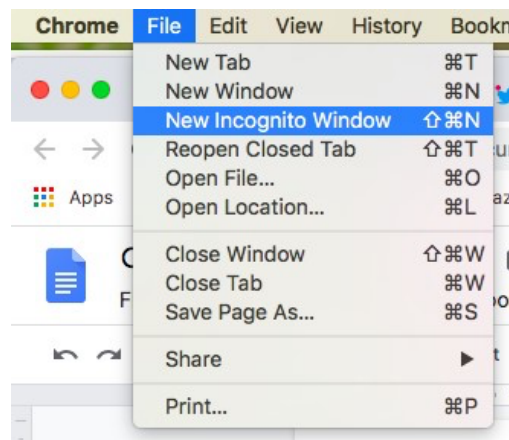 Chrome File Edit View History
New Tab ⌘T
New Window ⌘N
New Incognito Window ⇧⌘N
Reopen Closed Tab ⇧⌘T
Open File... ⌘O
Apps
Open Location... ⌘L
Close Window ⇧⌘W
Close Tab ⌘W
Save Page As... ⌘S
Share ▶
Print... ⌘P